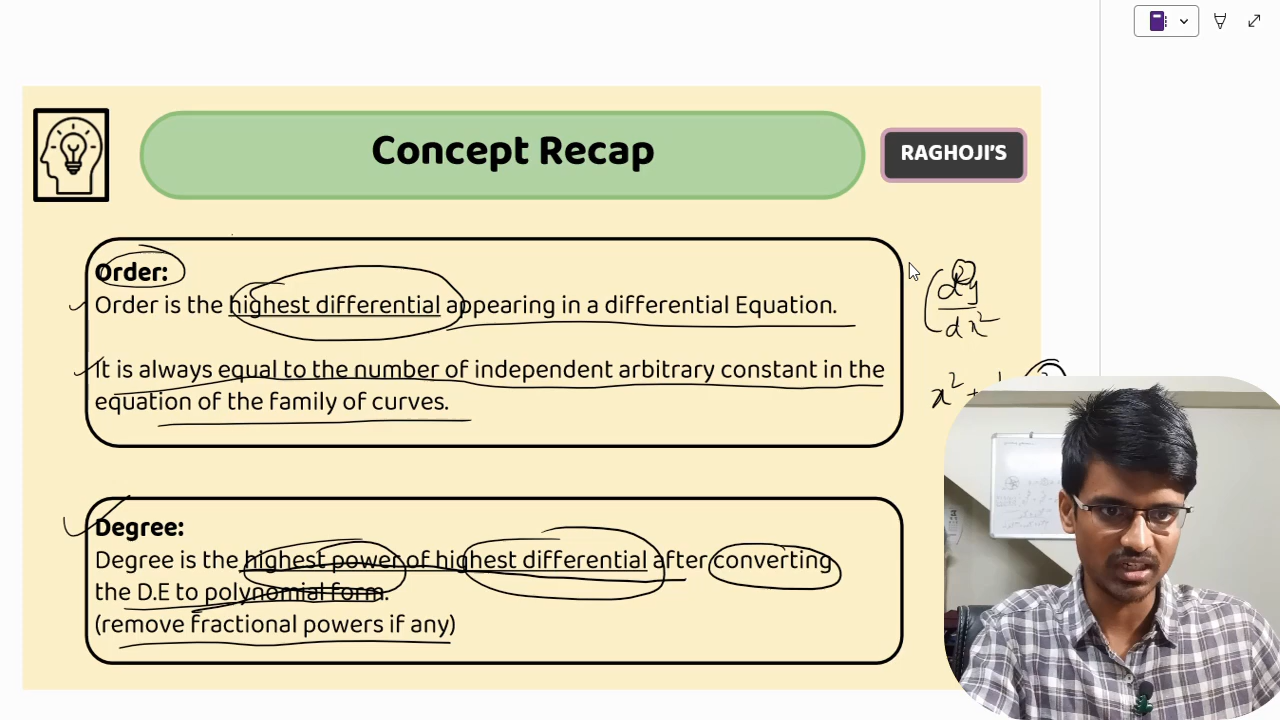 Concept Recap
RAGHOJI'S
Order:
Order is the highest differential appearing in a differential Equation.
It is always equal to the number of independent arbitrary constant in the
equation of the family of curves.
d²y
dx²
x² +
Degree:
Degree is the highest power of highest differential after converting
the D.E to polynomial form.
(remove fractional powers if any)